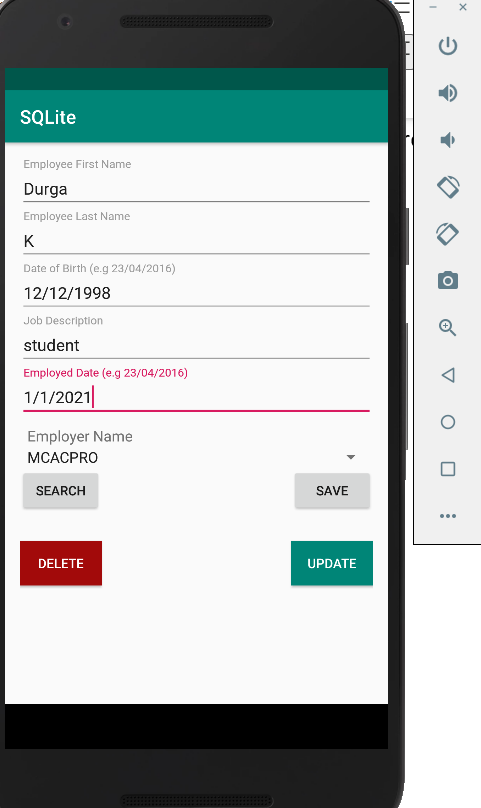 SQLite
Employee First Name
Durga
Employee Last Name
K
Date of Birth (e.g 23/04/2016)
12/12/1998
Job Description
student
Employed Date (e.g 23/04/2016)
1/1/2021
Employer Name
MCACPRO
SEARCH SAVE
DELETE UPDATE